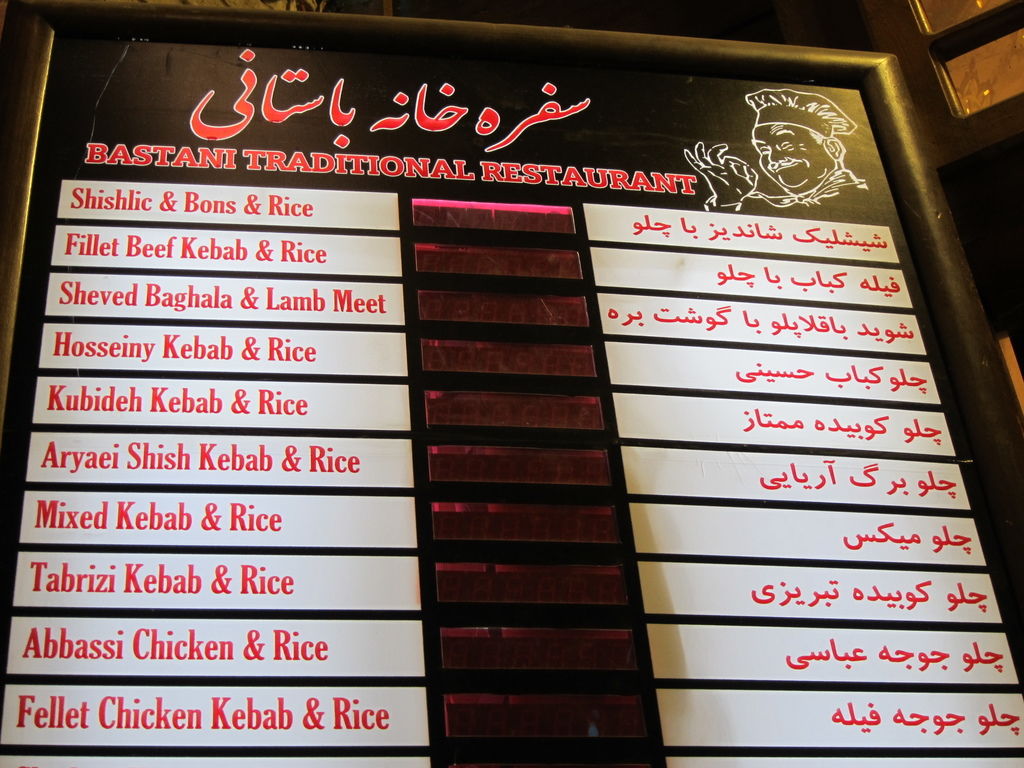 سفره خانه باستانی
BASTANI TRADITIONAL RESTAURANT
Shishlic & Bons & Rice شیشلیک شاندیز با چلو
Fillet Beef Kebab & Rice فیله کباب با چلو
Sheved Baghala & Lamb Meet شوید باقلاپلو با گوشت بره
Hosseiny Kebab & Rice چلو کباب حسینی
Kubideh Kebab & Rice چلو کوبیده ممتاز
Aryaei Shish Kebab & Rice چلو برگ آریایی
Mixed Kebab & Rice چلو میکس
Tabrizi Kebab & Rice چلو کوبیده تبریزی
Abbassi Chicken & Rice چلو جوجه عباسی
Fellet Chicken Kebab & Rice چلو جوجه فیله